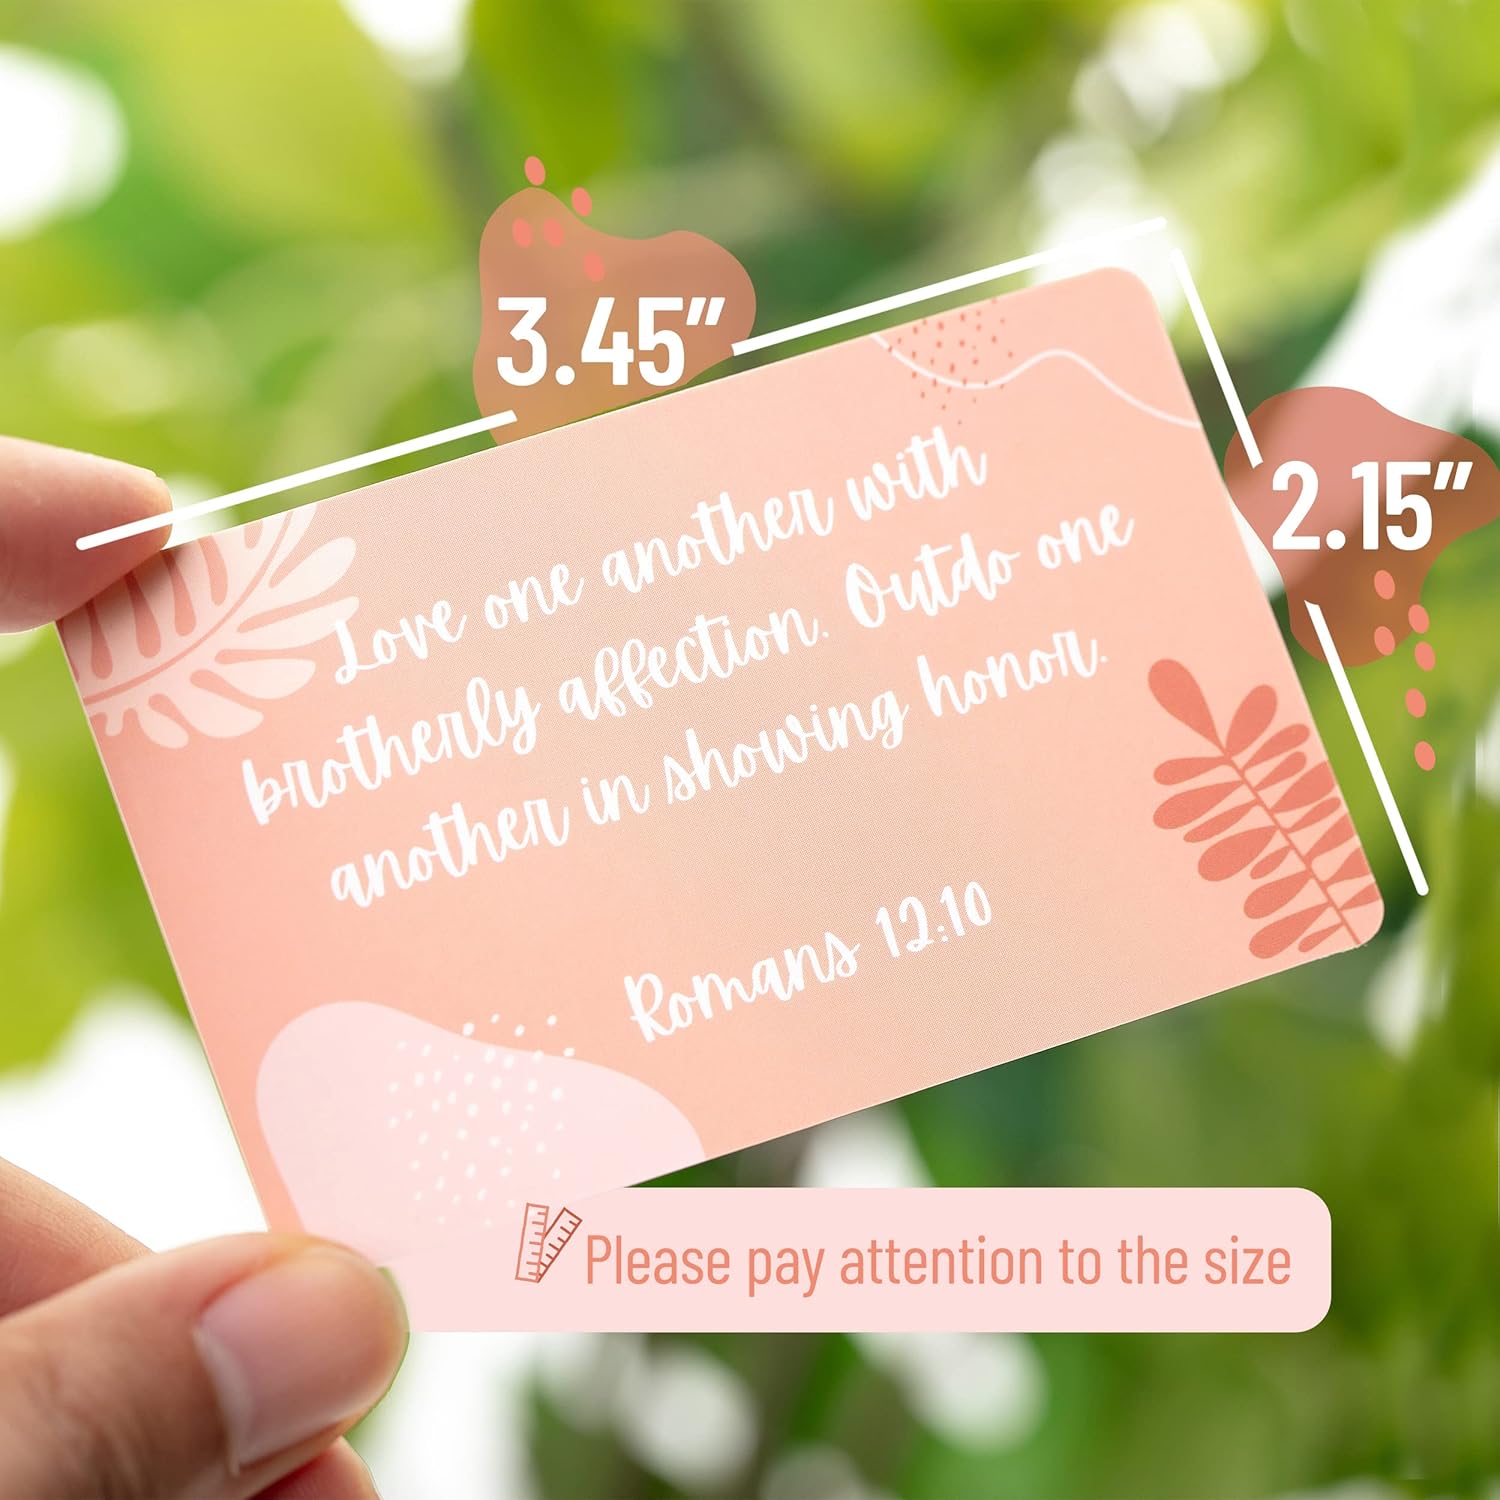 3.45”
2.15”
Love one another with
brotherly affection. Outdo one
another in showing honor.
Romans 12:10
Please pay attention to the size